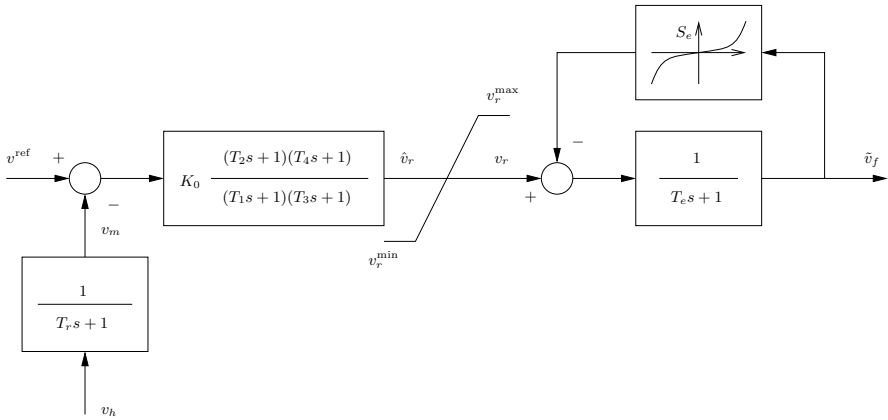 S_e
v_r^max
v^ref
+
−
K_0 (T_2s + 1)(T_4s + 1)
(T_1s + 1)(T_3s + 1)
v̂_r
v_r
−
+
1
T_es + 1
ṽ_f
v_m
v_r^min
1
T_rs + 1
v_h